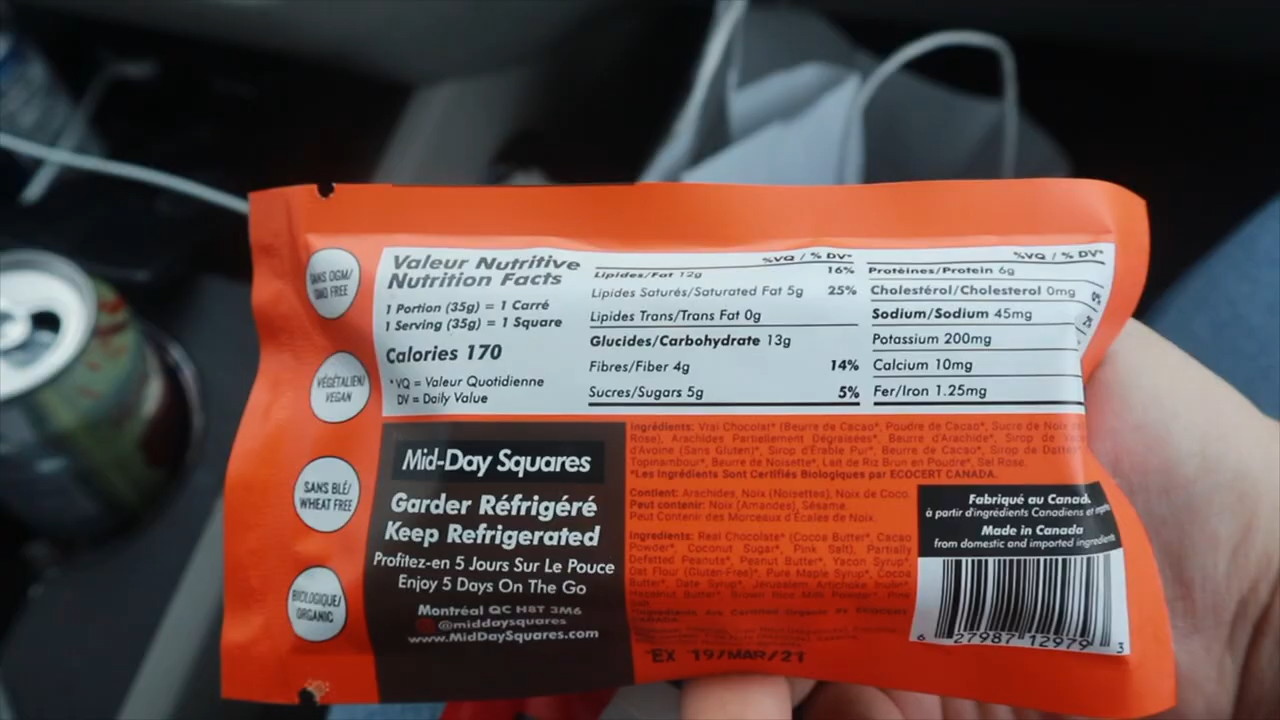 SANS OGM/
GMO FREE
VÉGÉTALIEN/
VEGAN
SANS BLÉ/
WHEAT FREE
BIOLOGIQUE/
ORGANIC
Valeur Nutritive
Nutrition Facts
1 Portion (35g) = 1 Carré
1 Serving (35g) = 1 Square
Calories 170
*VQ = Valeur Quotidienne
DV = Daily Value
%VQ / % DV*
Lipides/Fat 12g 16%
Lipides Saturés/Saturated Fat 5g 25%
Lipides Trans/Trans Fat 0g
Glucides/Carbohydrate 13g
Fibres/Fiber 4g 14%
Sucres/Sugars 5g 5%
%VQ / % DV*
Protéines/Protein 6g
Cholestérol/Cholesterol 0mg
Sodium/Sodium 45mg
Potassium 200mg
Calcium 10mg
Fer/Iron 1.25mg
Mid-Day Squares
Garder Réfrigéré
Keep Refrigerated
Profitez-en 5 Jours Sur Le Pouce
Enjoy 5 Days On The Go
Montréal QC H8T 3M6
@middaysquares
www.MidDaySquares.com
Ingrédients: Vrai Chocolat* (Beurre de Cacao*, Poudre de Cacao*, Sucre de Noix de
Rose), Arachides Partiellement Dégraisées*, Beurre d'Arachide*, Sirop de
d'Avoine (Sans Gluten)*, Sirop d'Érable Pur*, Beurre de Cacao*, Sirop de Dattes*
Topinambour*, Beurre de Noisette*, Lait de Riz Brun en Poudre*, Sel Rose.
*Les Ingrédients Sont Certifiés Biologiques par ECOCERT CANADA.
Contient: Arachides, Noix (Noisettes), Noix de Coco.
Peut contenir: Noix (Amandes), Sésame.
Peut Contenir des Morceaux d'Écales de Noix.
Ingredients: Real Chocolate* (Cocoa Butter*, Cacao
Powder*, Coconut Sugar*, Pink Salt), Partially
Defatted Peanuts*, Peanut Butter*, Yacon Syrup*,
Oat Flour (Gluten-Free)*, Pure Maple Syrup*, Cocoa
Butter*, Date Syrup*, Jerusalem Artichoke Inulin*,
Hazelnut Butter*, Brown Rice Milk Powder*, Pink
Salt.
*Ingredients Are Certified Organic By ECOCERT
CANADA.
EX 19/MAR/21
Fabriqué au Canada
à partir d'ingrédients Canadiens et
Made in Canada
from domestic and imported ingredients
6 27987 12979 3